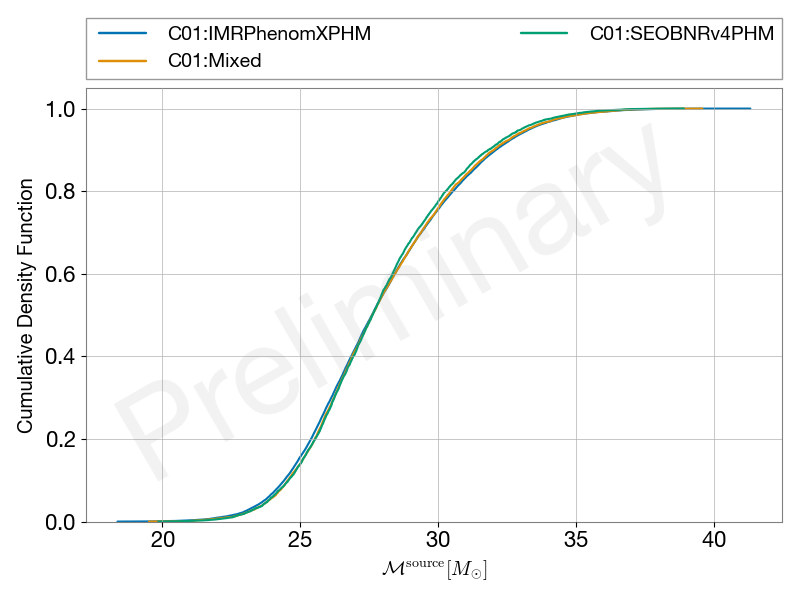 C01:IMRPhenomXPHM
C01:SEOBNRv4PHM
C01:Mixed
Preliminary
Cumulative Density Function
1.0
0.8
0.6
0.4
0.2
0.0
20 25 30 35 40
ℳ^source [M_⊙]